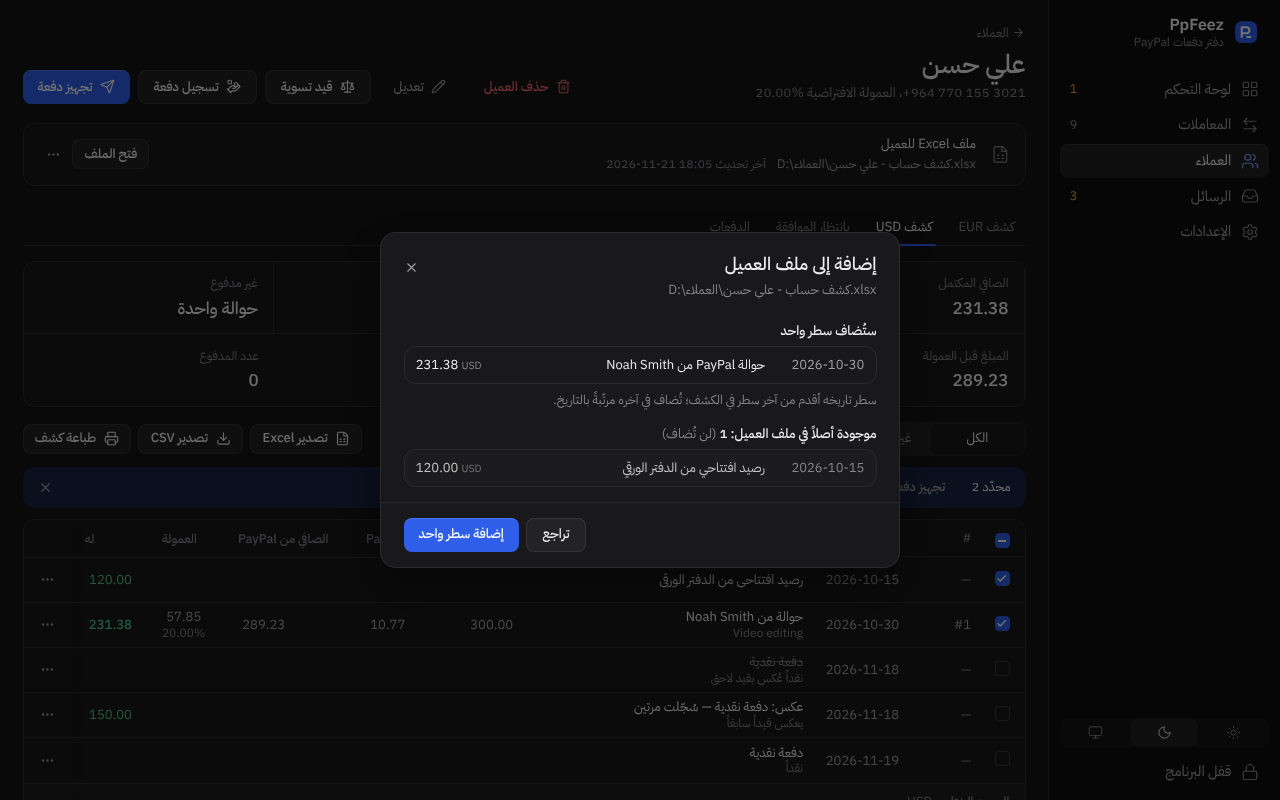 PpFeez
دفتر دفعات PayPal
لوحة التحكم 1
المعاملات 9
العملاء
الرسائل 3
الإعدادات
قفل البرنامج
العملاء
علي حسن
+964 770 155 3021، العمولة الافتراضية %20.00
حذف العميل
تعديل
قيد تسوية
تسجيل دفعة
تجهيز دفعة
ملف Excel للعميل
D:\العملاء\كشف حساب - علي حسن.xlsx آخر تحديث 18:05 21-11-2026
فتح الملف
كشف EUR
كشف USD
بانتظار الموافقة
الدفعات
الصافي المكتمل
231.38
غير مدفوع
حوالة واحدة
المبلغ قبل العمولة
289.23
عدد المدفوع
0
الكل
تصدير Excel
تصدير CSV
طباعة كشف
محدّد 2
إضافة إلى ملف العميل
D:\العملاء\كشف حساب - علي حسن.xlsx
ستُضاف سطر واحد
2026-10-30 حوالة PayPal من Noah Smith 231.38 USD
سطر تاريخه أقدم من آخر سطر في الكشف؛ تُضاف في آخره مرتّبةً بالتاريخ.
موجودة أصلاً في ملف العميل: 1 (لن تُضاف)
2026-10-15 رصيد افتتاحي من الدفتر الورقي 120.00 USD
تراجع
إضافة سطر واحد
# الصافي من PayPal العمولة له
— 2026-10-15 رصيد افتتاحي من الدفتر الورقي 120.00
#1 2026-10-30 حوالة من Noah Smith 300.00 10.77 289.23 57.85 231.38
Video editing 20.00%
— 2026-11-18 دفعة نقدية
نقداً عُكس بقيد لاحق
— 2026-11-18 عكس: دفعة نقدية — سُجّلت مرتين 150.00
يعكس قيداً سابقاً
— 2026-11-19 دفعة نقدية
نقداً